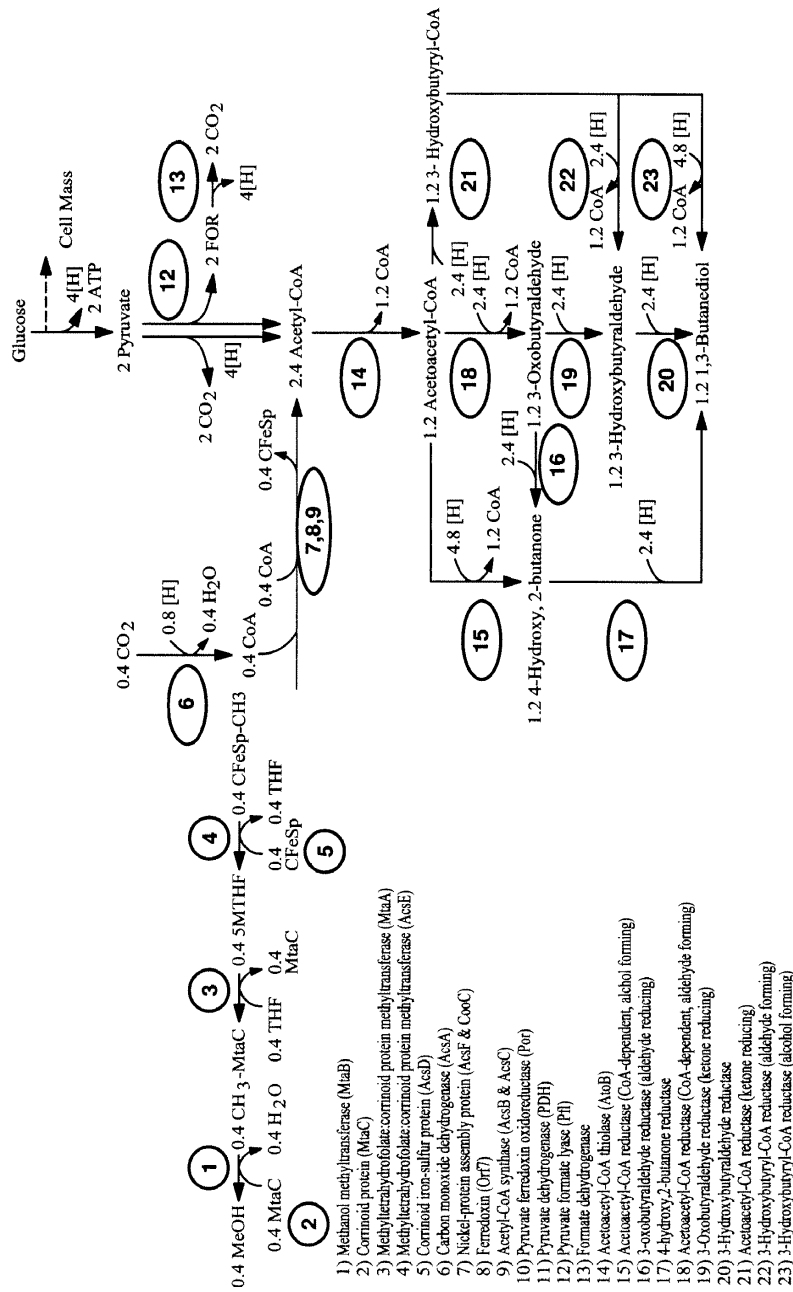 Glucose
Cell Mass
4[H]
2 ATP
2 Pyruvate
12
13
2 CO2
4[H]
2 FOR
2 CO2
4[H]
0.4 CO2
0.8 [H]
0.4 H2O
6
0.4 MeOH
0.4 CH3-MtaC
0.4 5MTHF
0.4 CFeSp-CH3
0.4 CoA
0.4 CoA
0.4 CFeSp
2.4 Acetyl-CoA
1
3
4
7,8,9
0.4 MtaC
0.4 H2O
0.4 THF
0.4 MtaC
0.4 CFeSp
0.4 THF
2
5
14
1.2 CoA
1.2 Acetoacetyl-CoA
1.2 3- Hydroxybutyryl-CoA
15
4.8 [H]
1.2 CoA
18
2.4 [H]
2.4 [H]
1.2 CoA
21
1.2 4-Hydroxy, 2-butanone
2.4 [H]
16
1.2 3-Oxobutyraldehyde
19
2.4 [H]
22
1.2 CoA
2.4 [H]
1.2 3-Hydroxybutyraldehyde
17
2.4 [H]
20
2.4 [H]
23
1.2 CoA
4.8 [H]
1.2 1,3-Butanediol
1) Methanol methyltransferase (MtaB)
2) Corrinoid protein (MtaC)
3) Methyltetrahydrofolate:corrinoid protein methyltransferase (MtaA)
4) Methyltetrahydrofolate:corrinoid protein methyltransferase (AcsE)
5) Corrinoid iron-sulfur protein (AcsD)
6) Carbon monoxide dehydrogenase (AcsA)
7) Nickel-protein assembly protein (AcsF & CooC)
8) Ferredoxin (Orf7)
9) Acetyl-CoA synthase (AcsB & AcsC)
10) Pyruvate ferredoxin oxidoreductase (Por)
11) Pyruvate dehydrogenase (PDH)
12) Pyruvate formate lyase (Pfl)
13) Formate dehydrogenase
14) Acetoacetyl-CoA thiolase (AtoB)
15) Acetoacetyl-CoA reductase (CoA-dependent, alchol forming)
16) 3-oxobutyraldehyde reductase (aldehyde reducing)
17) 4-hydroxy,2-butanone reductase
18) Acetoacetyl-CoA reductase (CoA-dependent, aldehyde forming)
19) 3-Oxobutyraldehyde reductase (ketone reducing)
20) 3-Hydroxybutyraldehyde reductase
21) Acetoacetyl-CoA reductase (ketone reducing)
22) 3-Hydroxybutyryl-CoA reductase (aldehyde forming)
23) 3-Hydroxybutyryl-CoA reductase (alcohol forming)